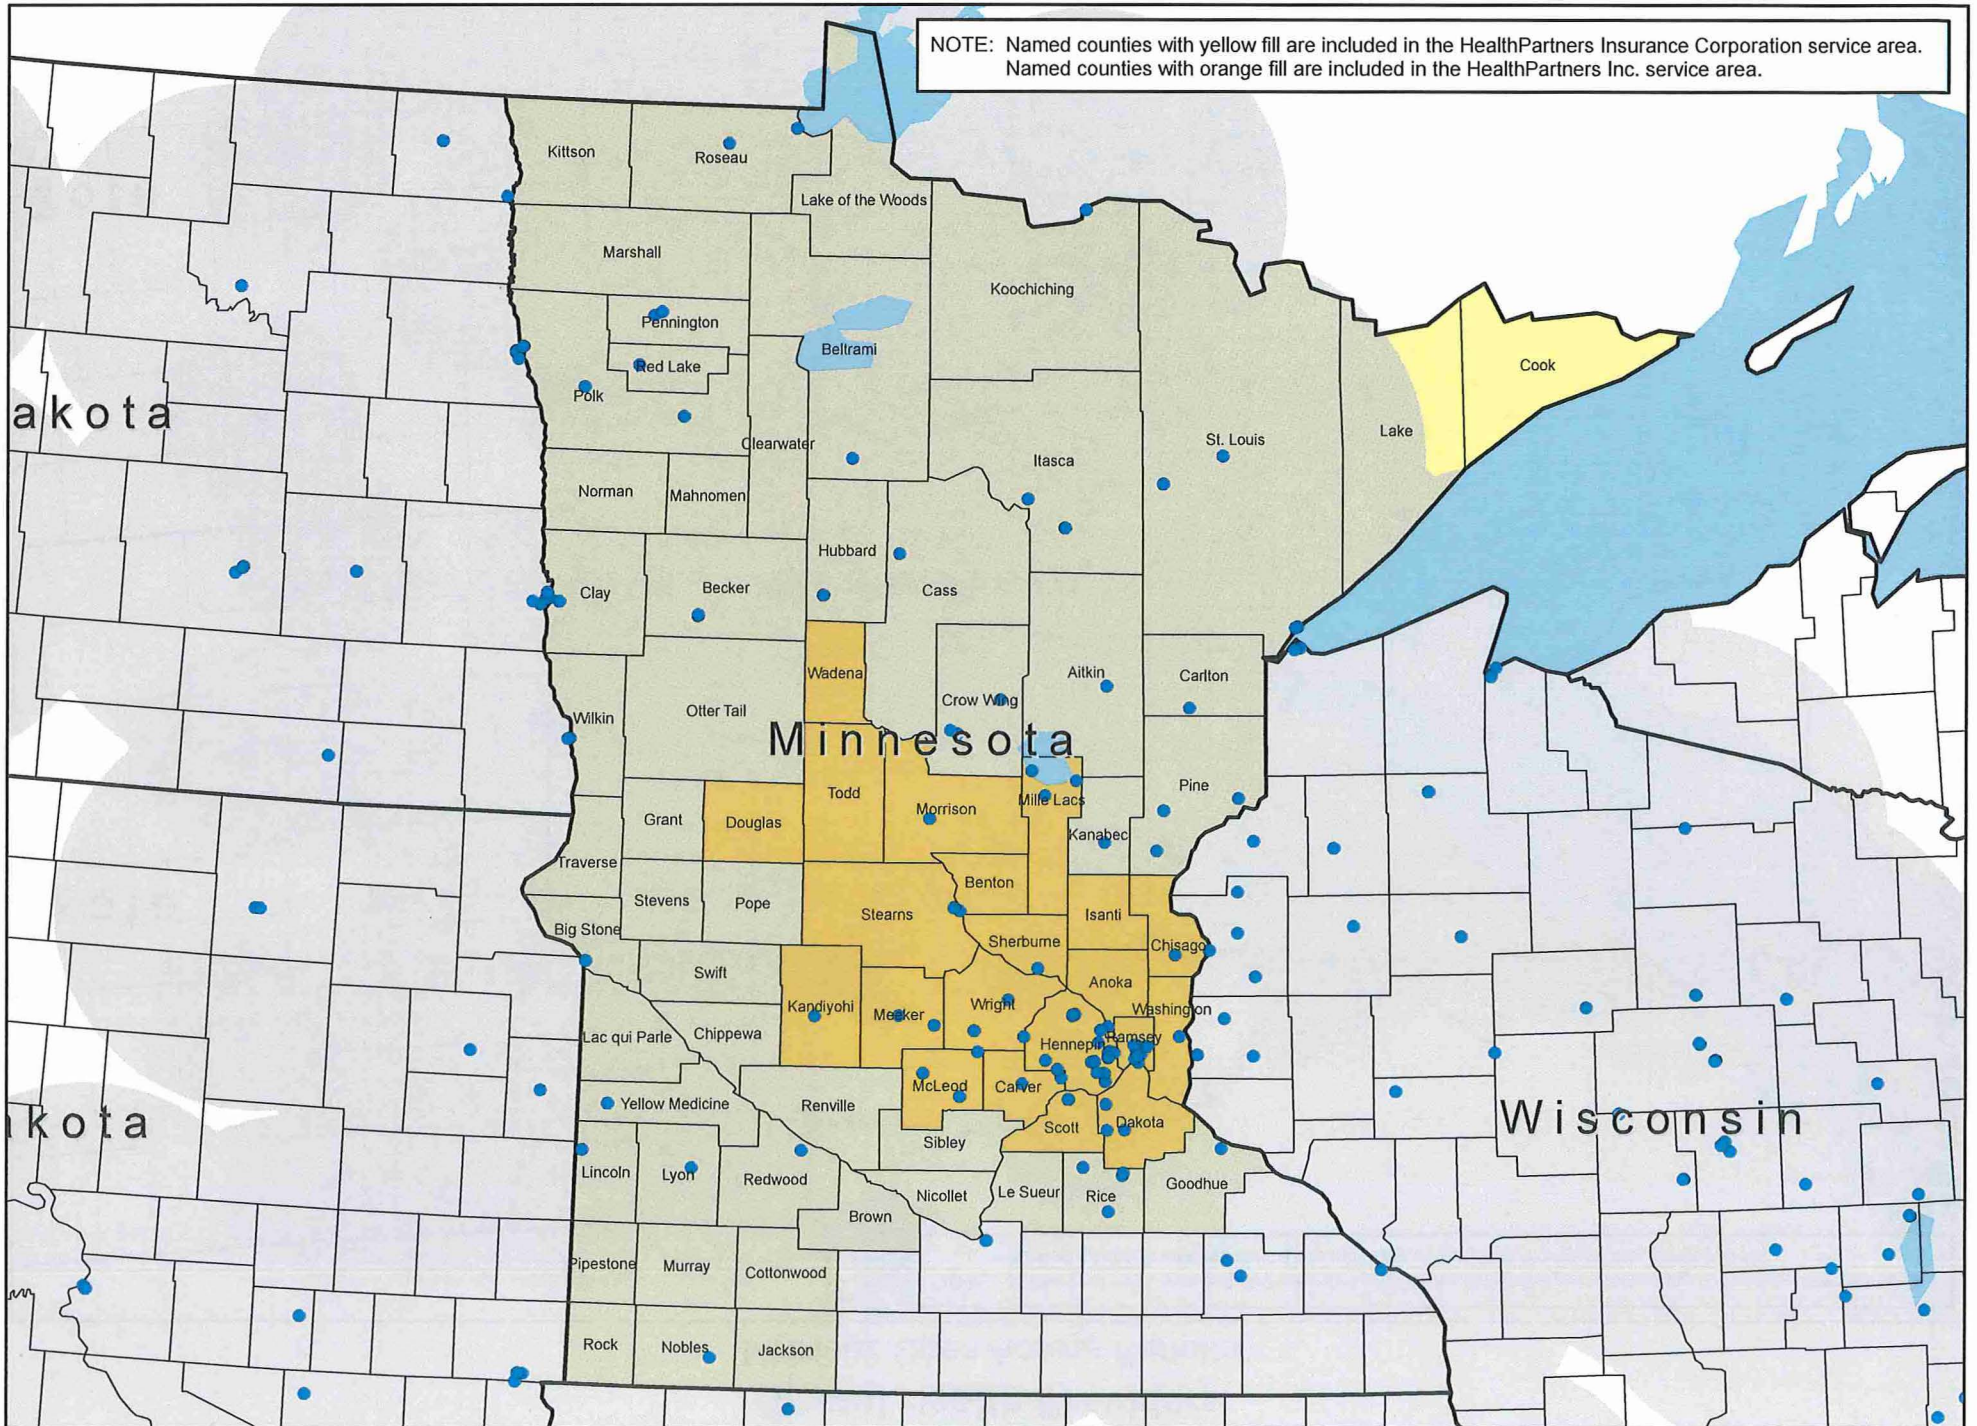 NOTE: Named counties with yellow fill are included in the HealthPartners Insurance Corporation service area.
Named counties with orange fill are included in the HealthPartners Inc. service area.
Kittson
Roseau
Lake of the Woods
Marshall
Koochiching
Pennington
Beltrami
Red Lake
Cook
Polk
akota
Clearwater
Lake
St. Louis
Itasca
Norman
Mahnomen
Hubbard
Clay
Becker
Cass
Wadena
Aitkin
Carlton
Crow Wing
Otter Tail
Wilkin
Minnesota
Pine
Todd
Mille Lacs
Morrison
Grant
Douglas
Kanabec
Traverse
Benton
Stevens
Pope
Stearns
Isanti
Big Stone
Sherburne
Chisago
Swift
Anoka
Kandiyohi
Wright
Washington
Meeker
Chippewa
Lac qui Parle
Ramsey
Hennepin
McLeod
Carver
Yellow Medicine
Renville
Wisconsin
kota
Scott
Dakota
Sibley
Lincoln
Lyon
Redwood
Goodhue
Le Sueur
Rice
Nicollet
Brown
Pipestone
Murray
Cottonwood
Rock
Nobles
Jackson